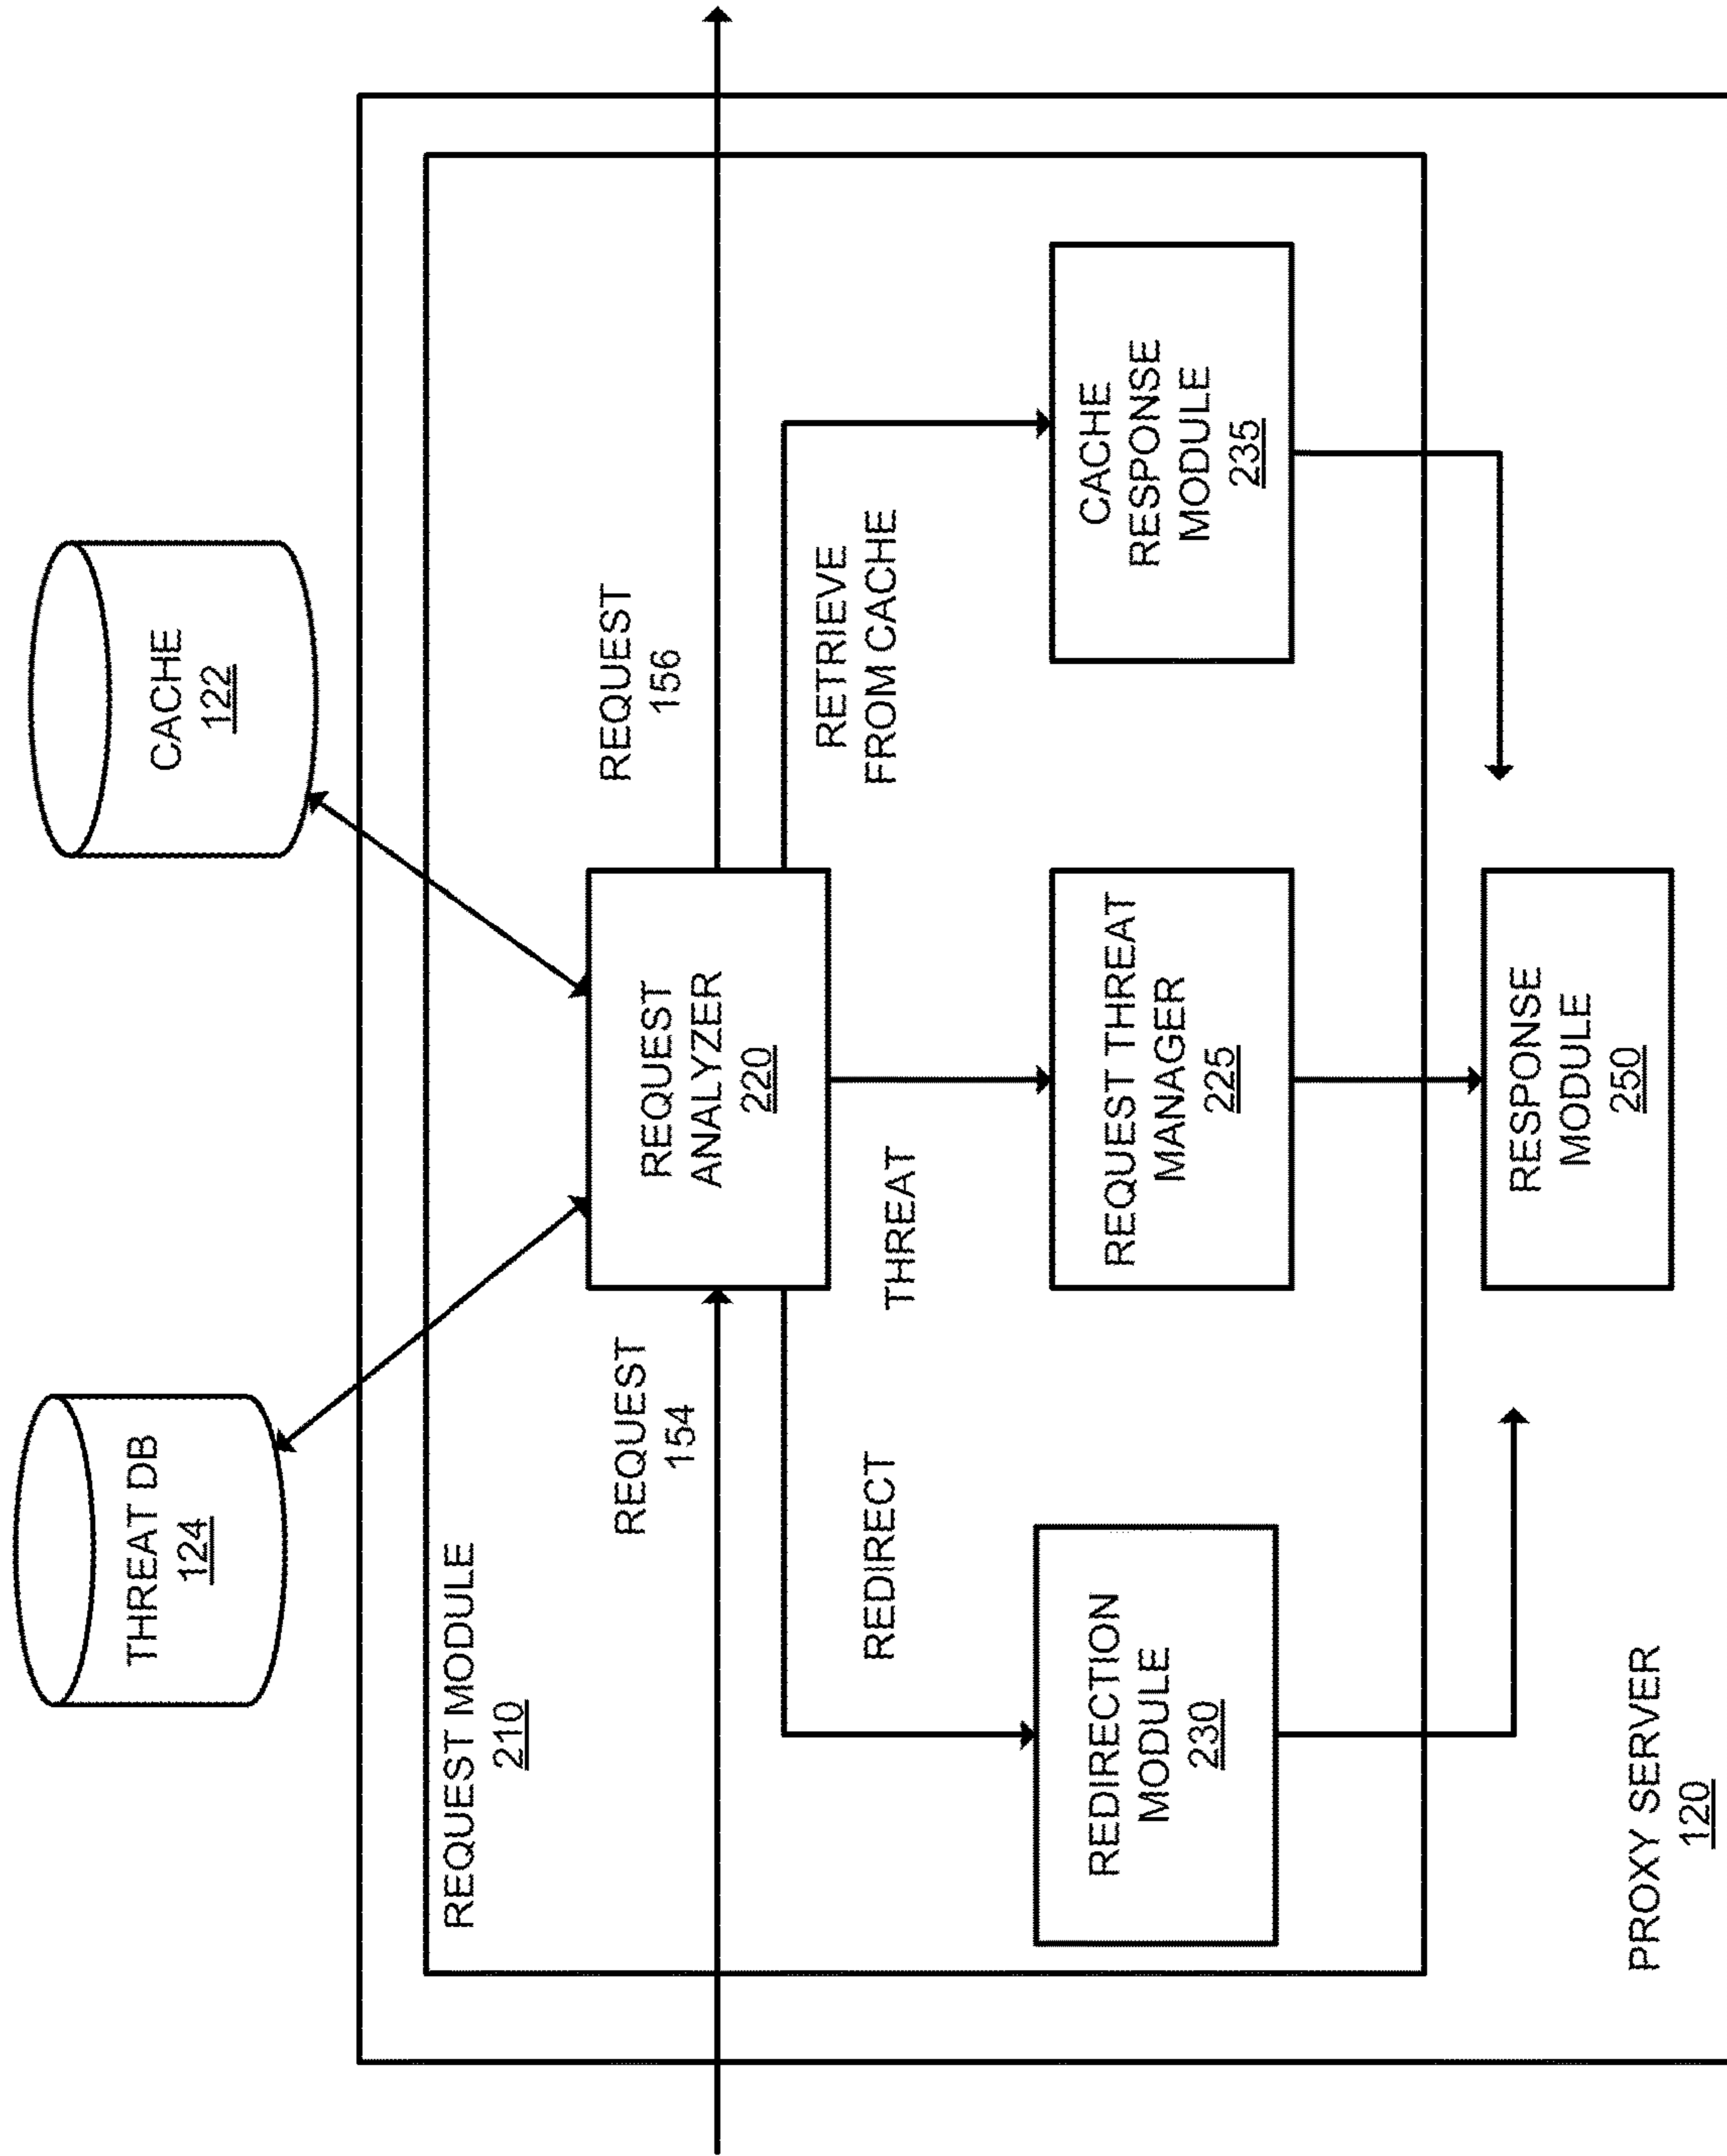 THREAT DB
124
CACHE
122
REQUEST MODULE
210
REQUEST
154
REQUEST
ANALYZER
220
REQUEST
156
REDIRECT
THREAT
RETRIEVE
FROM CACHE
REDIRECTION
MODULE
230
REQUEST THREAT
MANAGER
225
CACHE
RESPONSE
MODULE
235
RESPONSE
MODULE
250
PROXY SERVER
120